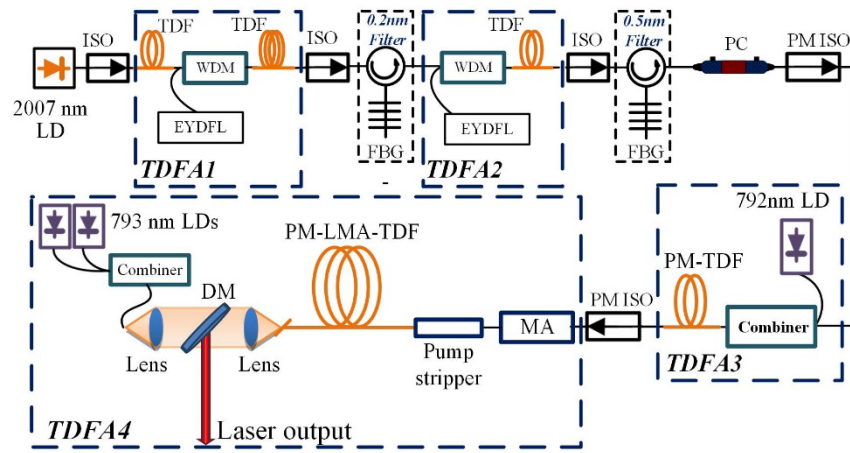 ISO
TDF
TDF
ISO
0.2nm
Filter
ISO
0.5nm
Filter
PC
PM ISO
WDM
WDM
2007 nm
LD
EYDFL
EYDFL
FBG
FBG
TDFA1
TDFA2
793 nm LDs
792nm LD
PM-LMA-TDF
PM-TDF
Combiner
DM
PM ISO
MA
Combiner
Lens
Lens
Pump
stripper
TDFA3
TDFA4
Laser output